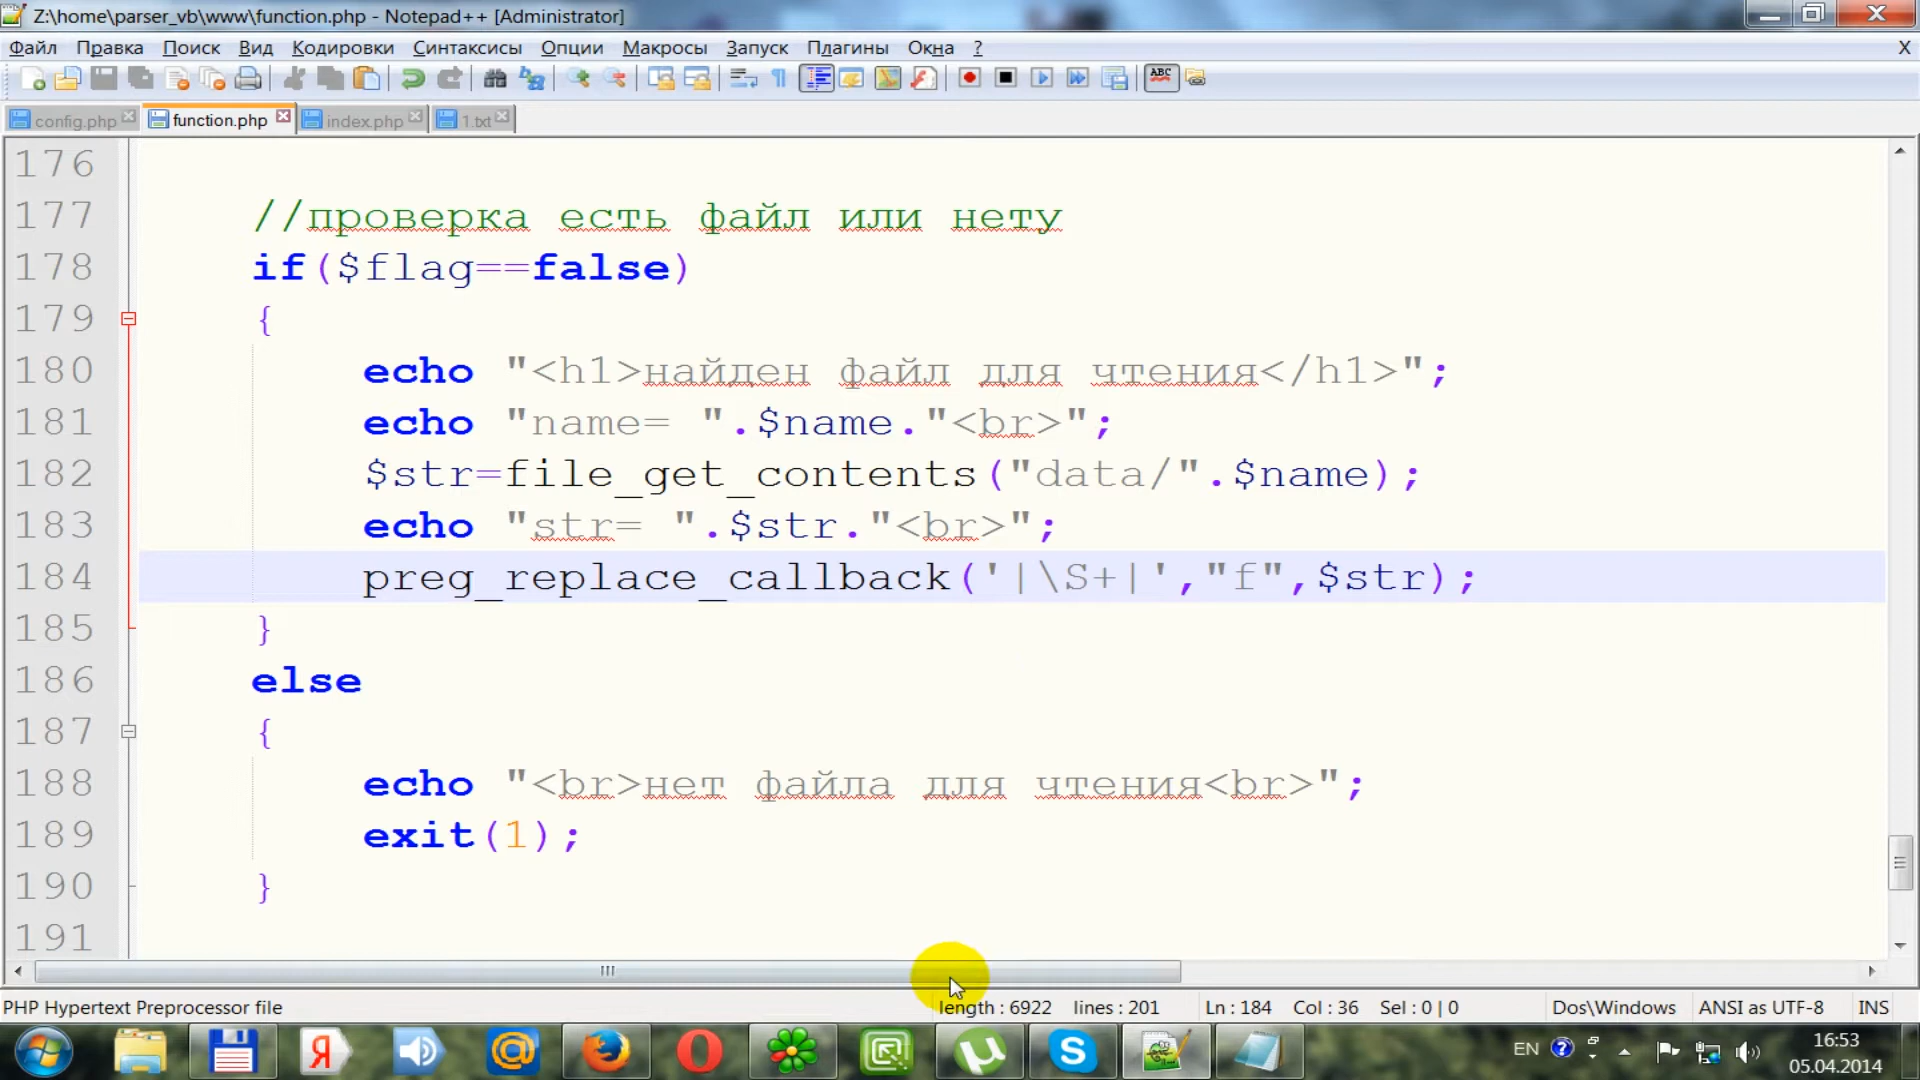 Z:\home\parser_vb\www\function.php - Notepad++ [Administrator]
Файл Правка Поиск Вид Кодировки Синтаксисы Опции Макросы Запуск Плагины Окна ? X
config.php function.php index.php 1.txt
176
177 //проверка есть файл или нету
178 if($flag==false)
179 {
180 echo "<h1>найден файл для чтения</h1>";
181 echo "name= ".$name."<br>";
182 $str=file_get_contents("data/".$name);
183 echo "str= ".$str."<br>";
184 preg_replace_callback('|\S+|',"f",$str);
185 }
186 else
187 {
188 echo "<br>нет файла для чтения<br>";
189 exit(1);
190 }
191
PHP Hypertext Preprocessor file length : 6922 lines : 201 Ln : 184 Col : 36 Sel : 0 | 0 Dos\Windows ANSI as UTF-8 INS
EN 16:53
05.04.2014